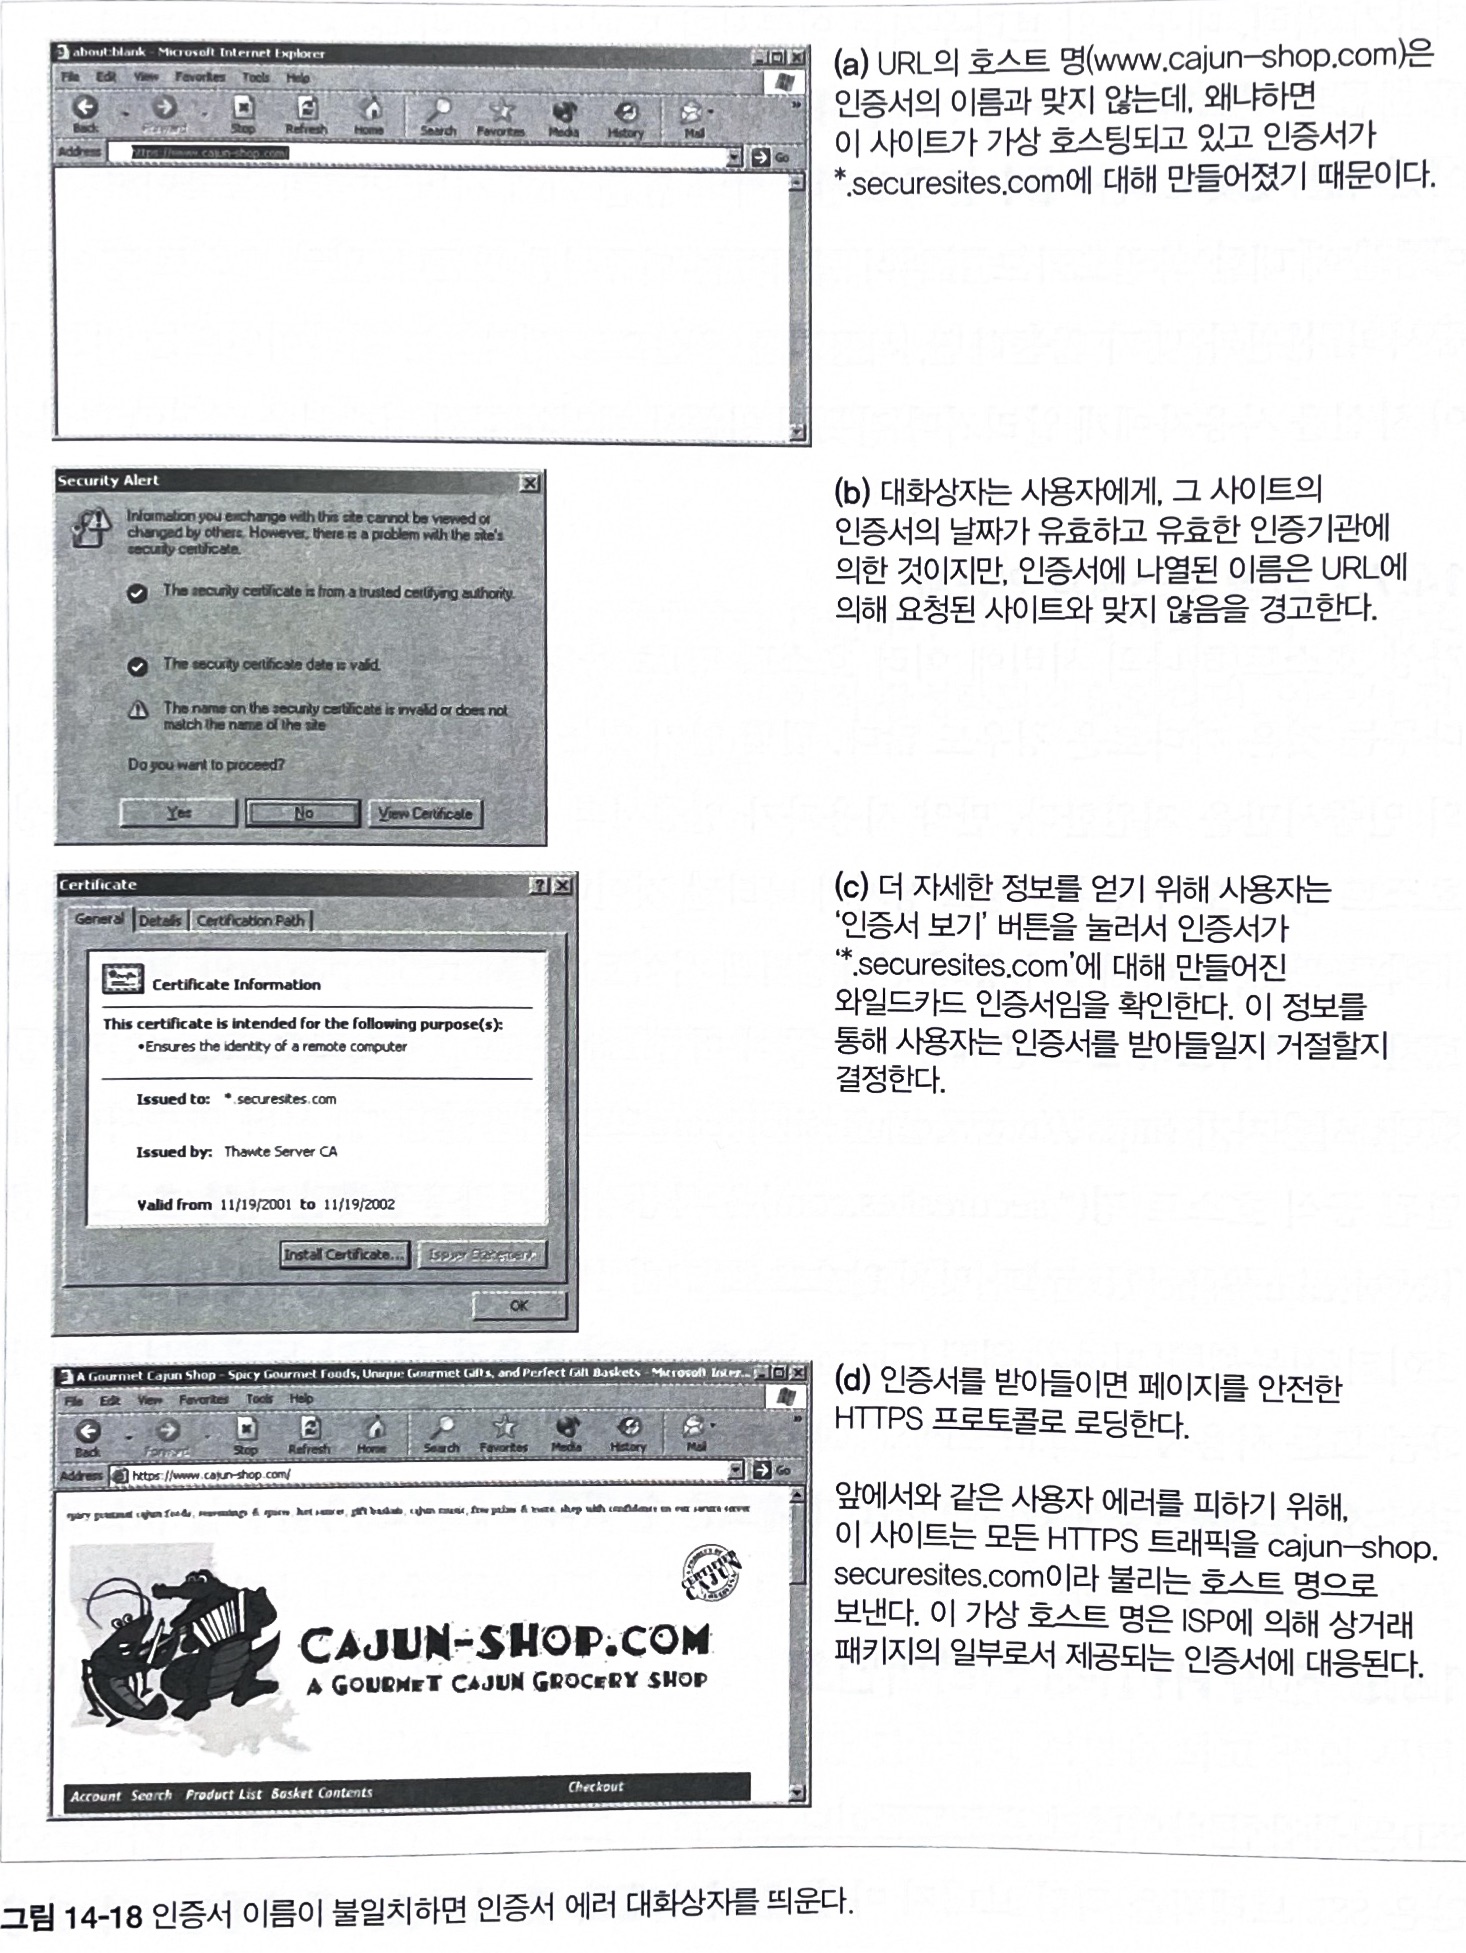 about:blank - Microsoft Internet Explorer
File Edit View Favorites Tools Help
Back Forward Stop Refresh Home Search Favorites Media History Mail
Address https://www.cajun-shop.com Go
(a) URL의 호스트 명(www.cajun-shop.com)은
인증서의 이름과 맞지 않는데, 왜냐하면
이 사이트가 가상 호스팅되고 있고 인증서가
*.securesites.com에 대해 만들어졌기 때문이다.
Security Alert
Information you exchange with this site cannot be viewed or
changed by others. However, there is a problem with the site's
security certificate.
The security certificate is from a trusted certifying authority.
The security certificate date is valid.
The name on the security certificate is invalid or does not
match the name of the site
Do you want to proceed?
Yes No View Certificate
(b) 대화상자는 사용자에게, 그 사이트의
인증서의 날짜가 유효하고 유효한 인증기관에
의한 것이지만, 인증서에 나열된 이름은 URL에
의해 요청된 사이트와 맞지 않음을 경고한다.
Certificate
General Details Certification Path
Certificate Information
This certificate is intended for the following purpose(s):
•Ensures the identity of a remote computer
Issued to: *.securesites.com
Issued by: Thawte Server CA
Valid from 11/19/2001 to 11/19/2002
Install Certificate... Issuer Statement
OK
(c) 더 자세한 정보를 얻기 위해 사용자는
‘인증서 보기’ 버튼을 눌러서 인증서가
‘*.securesites.com’에 대해 만들어진
와일드카드 인증서임을 확인한다. 이 정보를
통해 사용자는 인증서를 받아들일지 거절할지
결정한다.
A Gourmet Cajun Shop - Spicy Gourmet Foods, Unique Gourmet Gifts, and Perfect Gift Baskets - Microsoft Inter...
File Edit View Favorites Tools Help
Back Forward Stop Refresh Home Search Favorites Media History Mail
Address https://www.cajun-shop.com/ Go
spicy gourmet cajun foods, seasonings & spices, hot sauces, gift baskets, cajun music, free prizes & more. shop with confidence on our secure server
CERTIFIED CAJUN
CAJUN-SHOP.COM
A GOURMET CAJUN GROCERY SHOP
Account Search Product List Basket Contents Checkout
(d) 인증서를 받아들이면 페이지를 안전한
HTTPS 프로토콜로 로딩한다.
앞에서와 같은 사용자 에러를 피하기 위해,
이 사이트는 모든 HTTPS 트래픽을 cajun-shop.
securesites.com이라 불리는 호스트 명으로
보낸다. 이 가상 호스트 명은 ISP에 의해 상거래
패키지의 일부로서 제공되는 인증서에 대응된다.
그림 14-18 인증서 이름이 불일치하면 인증서 에러 대화상자를 띄운다.